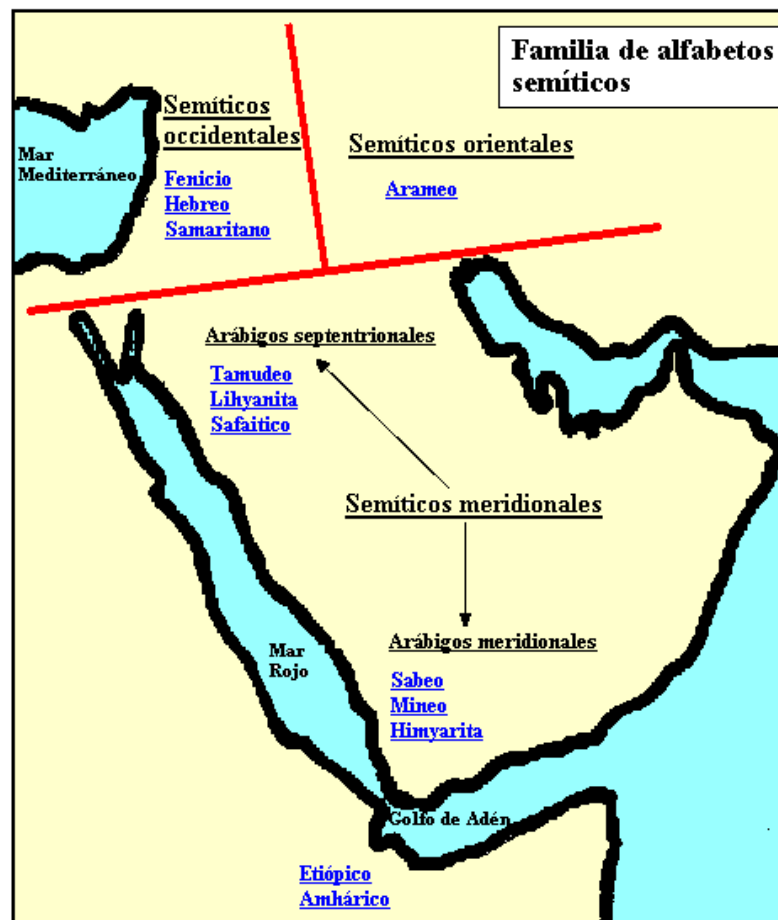 Familia de alfabetos
semíticos
Semíticos
occidentales
Mar
Mediterráneo
Fenicio
Hebreo
Samaritano
Semíticos orientales
Arameo
Arábigos septentrionales
Tamudeo
Lihyanita
Safaitico
Semíticos meridionales
Arábigos meridionales
Mar
Rojo
Sabeo
Mineo
Himyarita
Golfo de Adén
Etiópico
Amhárico